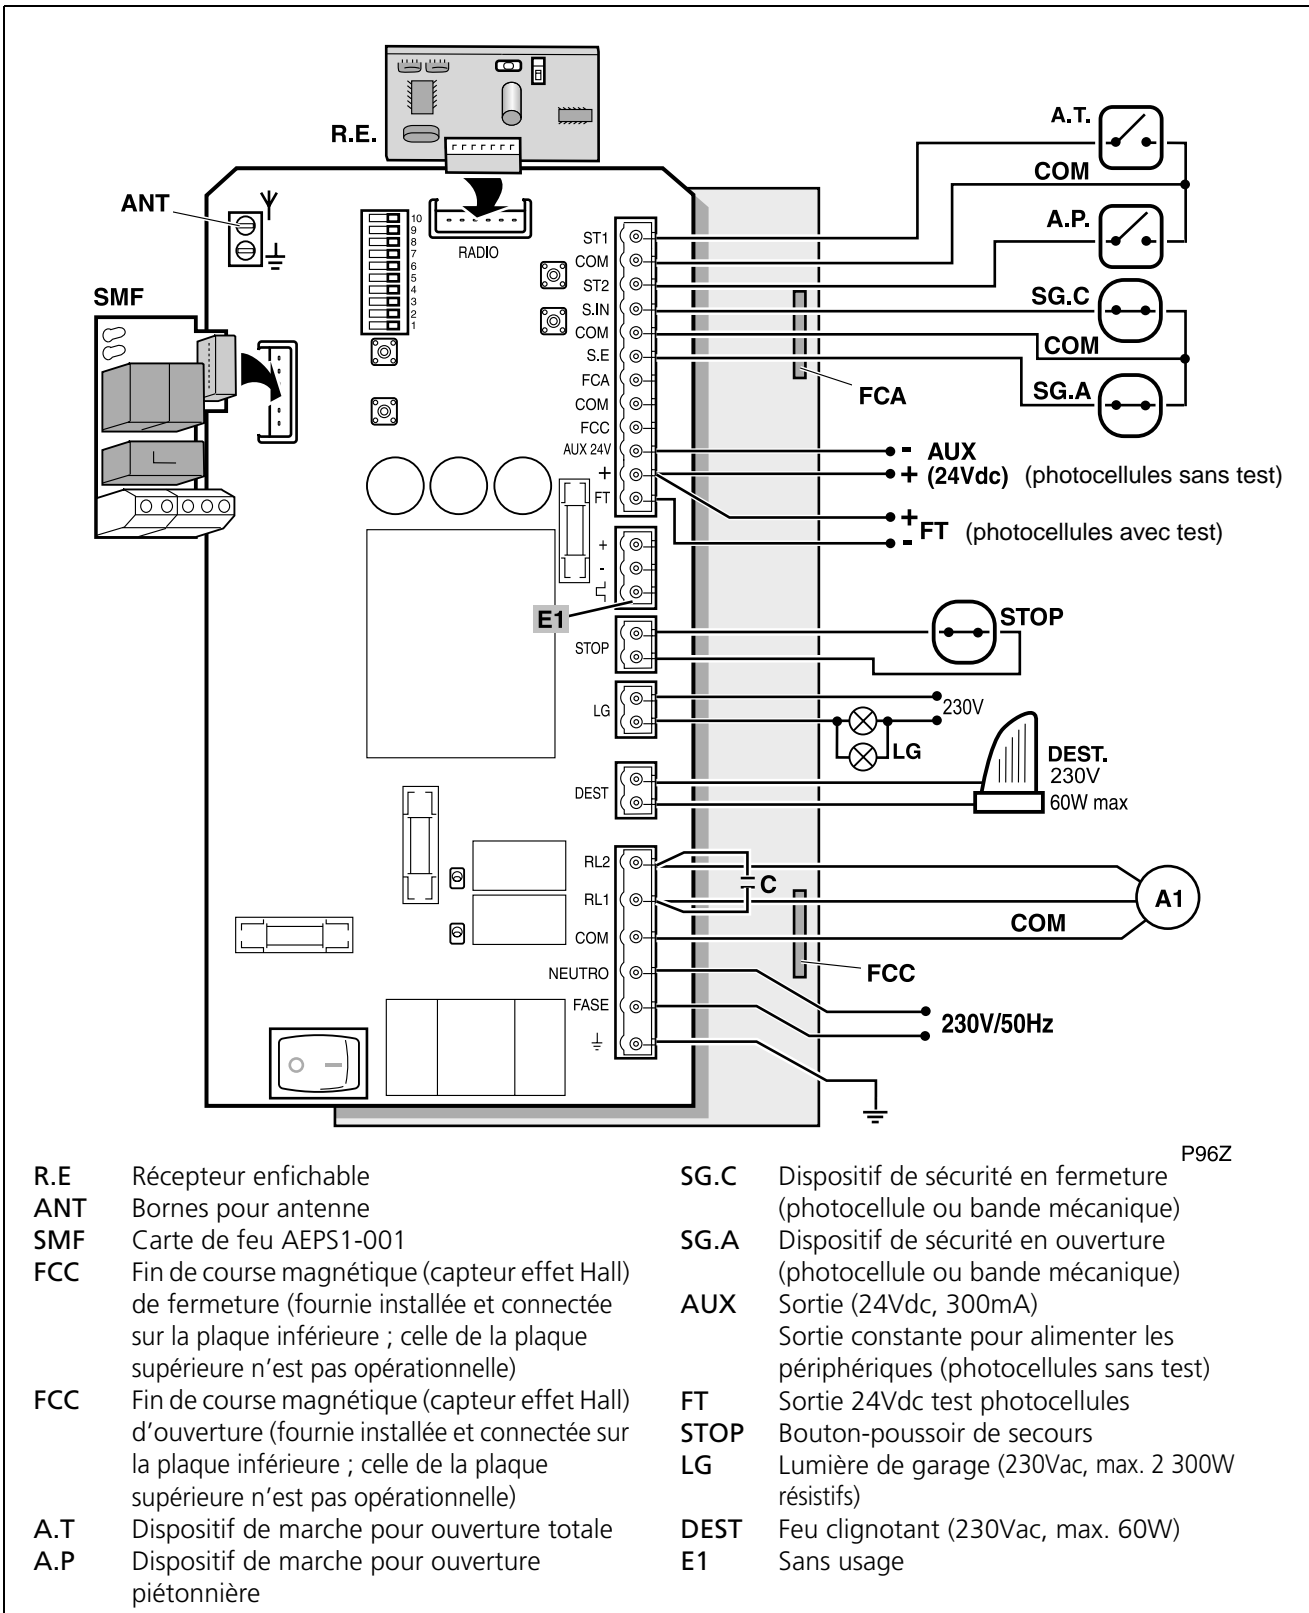 R.E.
ANT
SMF
RADIO
10
9
8
7
6
5
4
3
2
1
ST1
COM
ST2
S.IN
COM
S.E
FCA
COM
FCC
AUX 24V
+
FT
+
-
E1
STOP
LG
DEST
RL2
RL1
COM
NEUTRO
FASE
A.T.
COM
A.P.
SG.C
COM
SG.A
FCA
- AUX
+ (24Vdc) (photocellules sans test)
+
- FT (photocellules avec test)
STOP
230V
LG
DEST.
230V
60W max
C
A1
COM
FCC
230V/50Hz
P96Z
R.E Récepteur enfichable
ANT Bornes pour antenne
SMF Carte de feu AEPS1-001
FCC Fin de course magnétique (capteur effet Hall)
de fermeture (fournie installée et connectée
sur la plaque inférieure ; celle de la plaque
supérieure n’est pas opérationnelle)
FCC Fin de course magnétique (capteur effet Hall)
d’ouverture (fournie installée et connectée sur
la plaque inférieure ; celle de la plaque
supérieure n’est pas opérationnelle)
A.T Dispositif de marche pour ouverture totale
A.P Dispositif de marche pour ouverture
piétonnière
SG.C Dispositif de sécurité en fermeture
(photocellule ou bande mécanique)
SG.A Dispositif de sécurité en ouverture
(photocellule ou bande mécanique)
AUX Sortie (24Vdc, 300mA)
Sortie constante pour alimenter les
périphériques (photocellules sans test)
FT Sortie 24Vdc test photocellules
STOP Bouton-poussoir de secours
LG Lumière de garage (230Vac, max. 2 300W
résistifs)
DEST Feu clignotant (230Vac, max. 60W)
E1 Sans usage